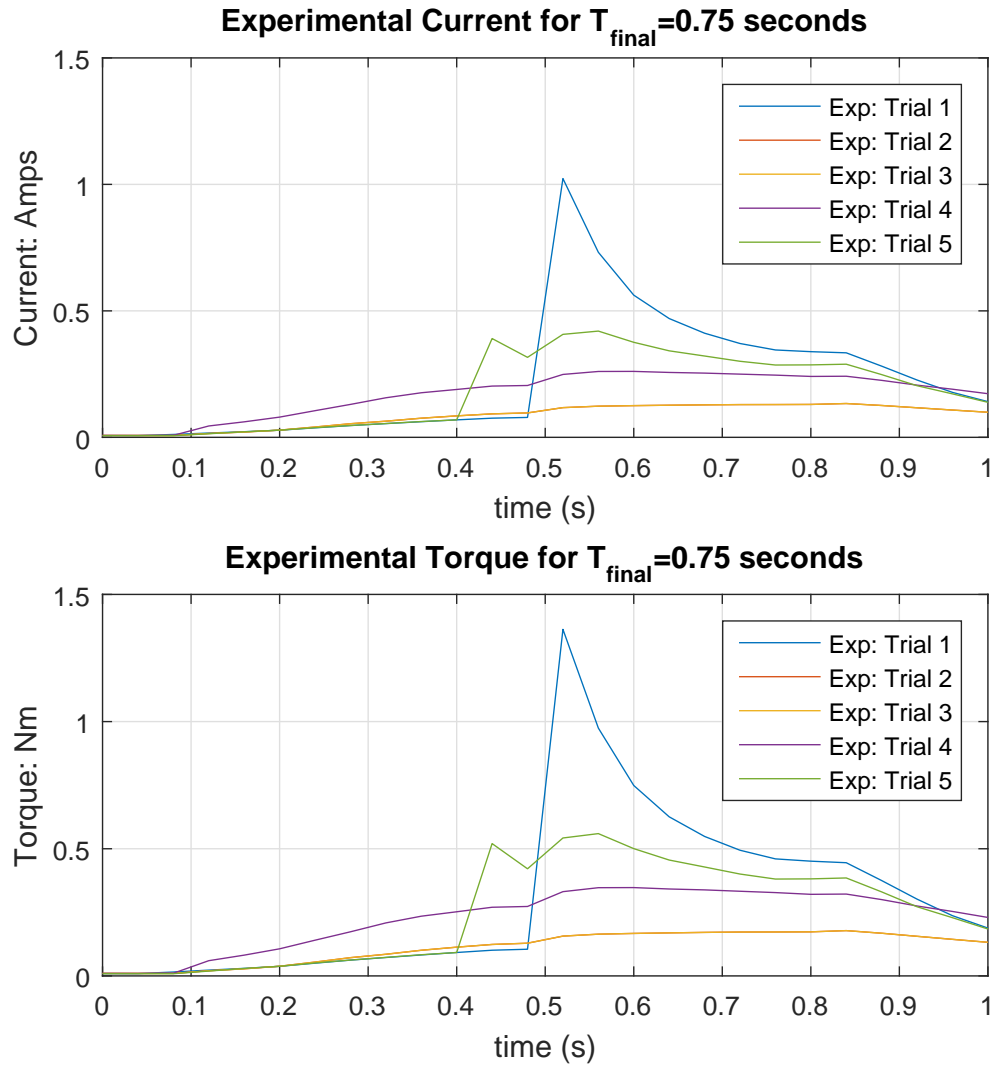 Experimental Current for T_final=0.75 seconds
1.5
1
0.5
0
Current: Amps
Exp: Trial 1
Exp: Trial 2
Exp: Trial 3
Exp: Trial 4
Exp: Trial 5
0 0.1 0.2 0.3 0.4 0.5 0.6 0.7 0.8 0.9 1
time (s)
Experimental Torque for T_final=0.75 seconds
1.5
1
0.5
0
Torque: Nm
Exp: Trial 1
Exp: Trial 2
Exp: Trial 3
Exp: Trial 4
Exp: Trial 5
0 0.1 0.2 0.3 0.4 0.5 0.6 0.7 0.8 0.9 1
time (s)